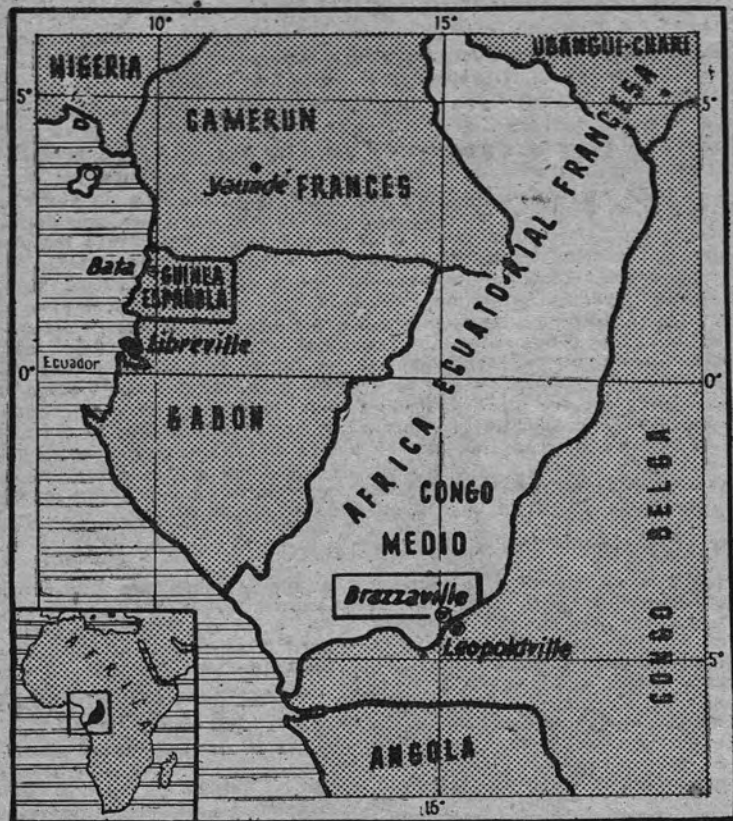 10° 15°
UBANGUI-CHARI
NIGERIA
5° 5°
CAMERUN
Yaundé FRANCES
AFRICA ECUATORIAL FRANCESA
Bata
GUINEA
ESPAÑOLA
Libreville
Ecuador
0° 0°
GABON
CONGO
MEDIO
CONGO BELGA
Brazzaville
Leopoldville
5°
AFRICA
ANGOLA
15°